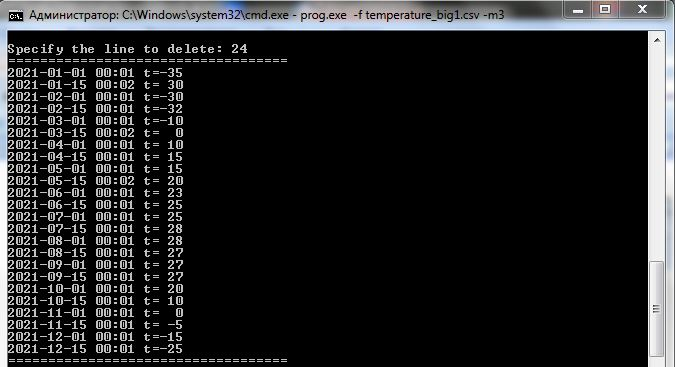 Администратор: C:\Windows\system32\cmd.exe - prog.exe  -f temperature_big1.csv -m3
Specify the line to delete: 24
===================================
2021-01-01 00:01 t=-35
2021-01-15 00:02 t= 30
2021-02-01 00:01 t=-30
2021-02-15 00:01 t=-32
2021-03-01 00:01 t=-10
2021-03-15 00:02 t=  0
2021-04-01 00:01 t= 10
2021-04-15 00:01 t= 15
2021-05-01 00:01 t= 15
2021-05-15 00:02 t= 20
2021-06-01 00:01 t= 23
2021-06-15 00:01 t= 25
2021-07-01 00:01 t= 25
2021-07-15 00:01 t= 28
2021-08-01 00:01 t= 28
2021-08-15 00:01 t= 27
2021-09-01 00:01 t= 27
2021-09-15 00:01 t= 27
2021-10-01 00:01 t= 20
2021-10-15 00:01 t= 10
2021-11-01 00:01 t=  0
2021-11-15 00:01 t= -5
2021-12-01 00:01 t=-15
2021-12-15 00:01 t=-25
===================================